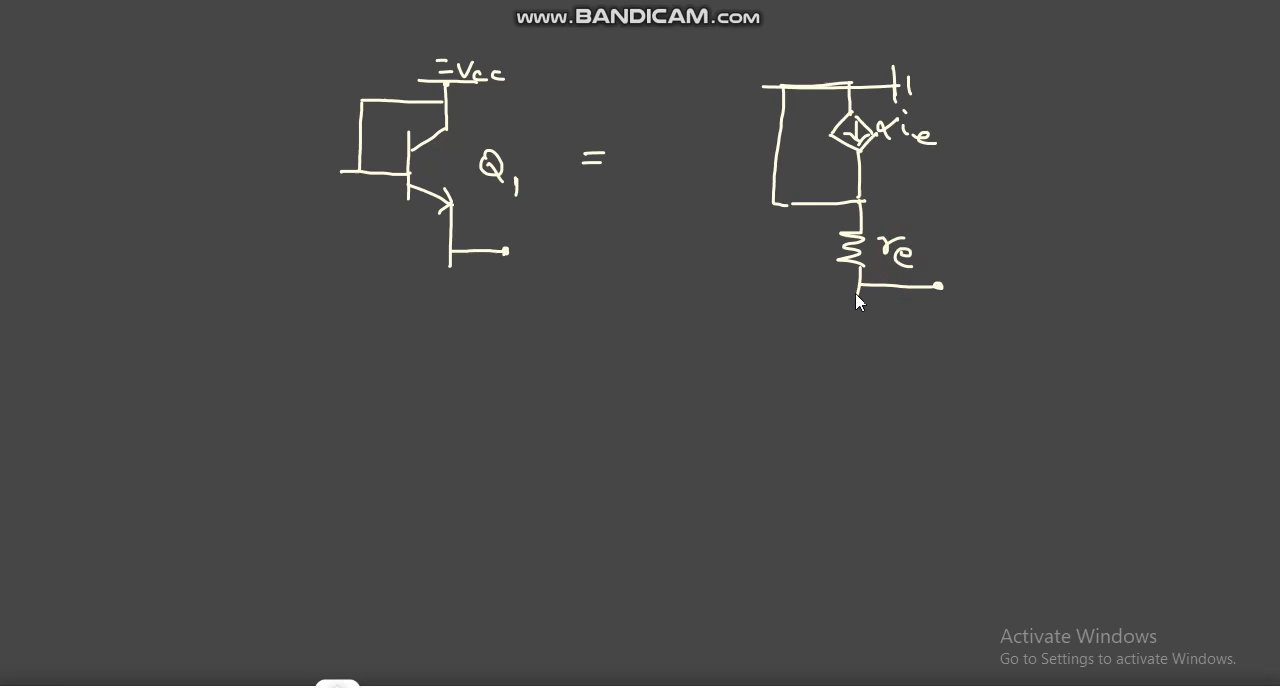 www.BANDICAM.com
=Vcc
αie
Q1
=
re
Activate Windows
Go to Settings to activate Windows.